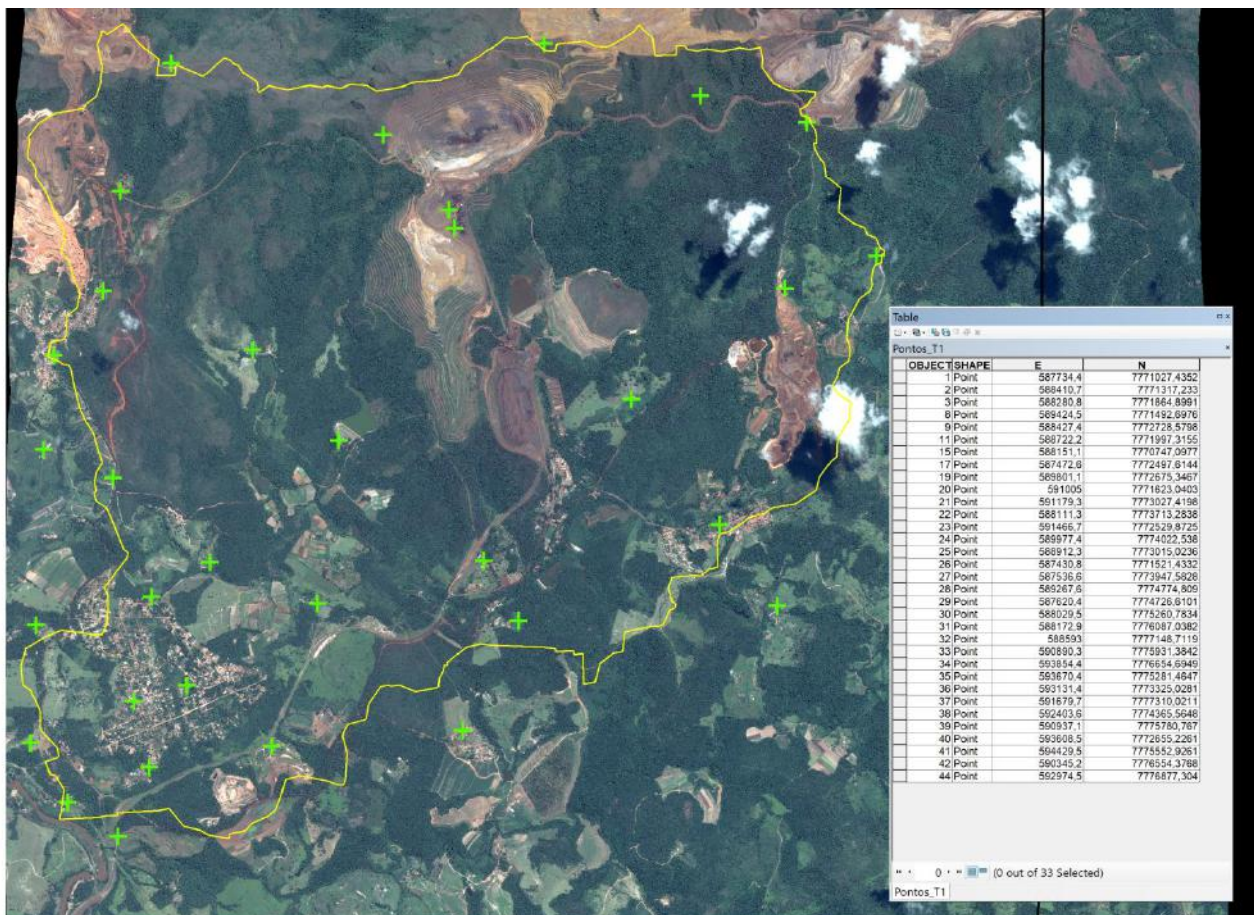 Table
Pontos_T1
OBJECT SHAPE E N
1 Point 587734,4 7771027,4352
2 Point 588410,7 7771317,233
3 Point 588280,8 7771864,8991
8 Point 589424,5 7771492,6976
9 Point 588427,4 7772728,5798
11 Point 588722,2 7771997,3155
15 Point 588151,1 7770747,0977
17 Point 587472,6 7772497,6144
19 Point 589801,1 7772675,3467
20 Point 591005 7771623,0403
21 Point 591179,3 7773027,4198
22 Point 588111,3 7773713,2838
23 Point 591466,7 7772529,8725
24 Point 589977,4 7774022,538
25 Point 588912,3 7773015,0236
26 Point 587430,8 7771521,4332
27 Point 587536,6 7773947,5828
28 Point 589267,6 7774774,809
29 Point 587620,4 7774726,6101
30 Point 588029,5 7775260,7834
31 Point 588172,9 7776087,0382
32 Point 588593 7777148,7119
33 Point 590890,3 7775931,3842
34 Point 593854,4 7776654,6949
35 Point 593670,4 7775281,4647
36 Point 593131,4 7773325,0281
37 Point 591679,7 7777310,0211
38 Point 592403,6 7774365,5648
39 Point 590937,1 7775780,767
40 Point 593608,5 7772655,2261
41 Point 594429,5 7775552,9261
42 Point 590345,2 7776554,3768
44 Point 592974,5 7776877,304
0 (0 out of 33 Selected)
Pontos_T1